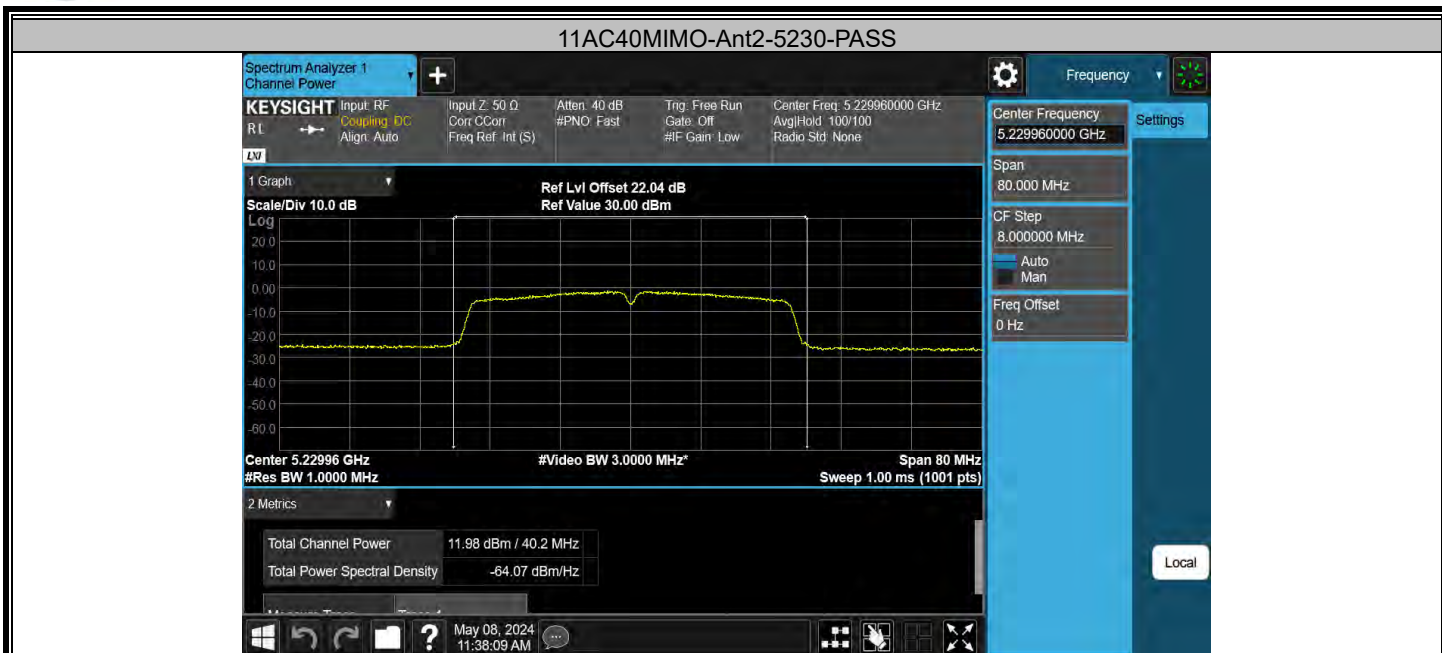 11AC40MIMO-Ant2-5230-PASS
Spectrum Analyzer 1
Channel Power
+
Frequency
KEYSIGHT
RL
LXI
Input: RF
Coupling: DC
Align: Auto
Input Z: 50 Ω
Corr CCorr
Freq Ref: Int (S)
Atten: 40 dB
#PNO: Fast
Trig: Free Run
Gate: Off
#IF Gain: Low
Center Freq: 5.229960000 GHz
Avg|Hold: 100/100
Radio Std: None
Center Frequency
5.229960000 GHz
Settings
Span
80.000 MHz
CF Step
8.000000 MHz
Auto
Man
Freq Offset
0 Hz
1 Graph
Scale/Div 10.0 dB
Ref Lvl Offset 22.04 dB
Ref Value 30.00 dBm
Log
20.0
10.0
0.00
-10.0
-20.0
-30.0
-40.0
-50.0
-60.0
Center 5.22996 GHz
#Video BW 3.0000 MHz*
Span 80 MHz
#Res BW 1.0000 MHz
Sweep 1.00 ms (1001 pts)
2 Metrics
Total Channel Power 11.98 dBm / 40.2 MHz
Total Power Spectral Density -64.07 dBm/Hz
Local
?
May 08, 2024
11:38:09 AM